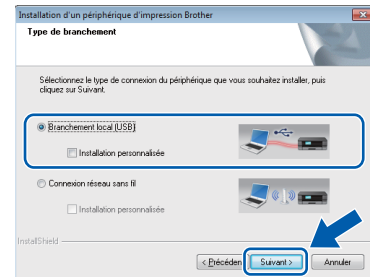 Installation d'un périphérique d'impression Brother
Type de branchement
Sélectionnez le type de connexion du périphérique que vous souhaitez installer, puis
cliquez sur Suivant.
Branchement local (USB)
Installation personnalisée
Connexion réseau sans fil
Installation personnalisée
InstallShield
< Précéden Suivant > Annuler